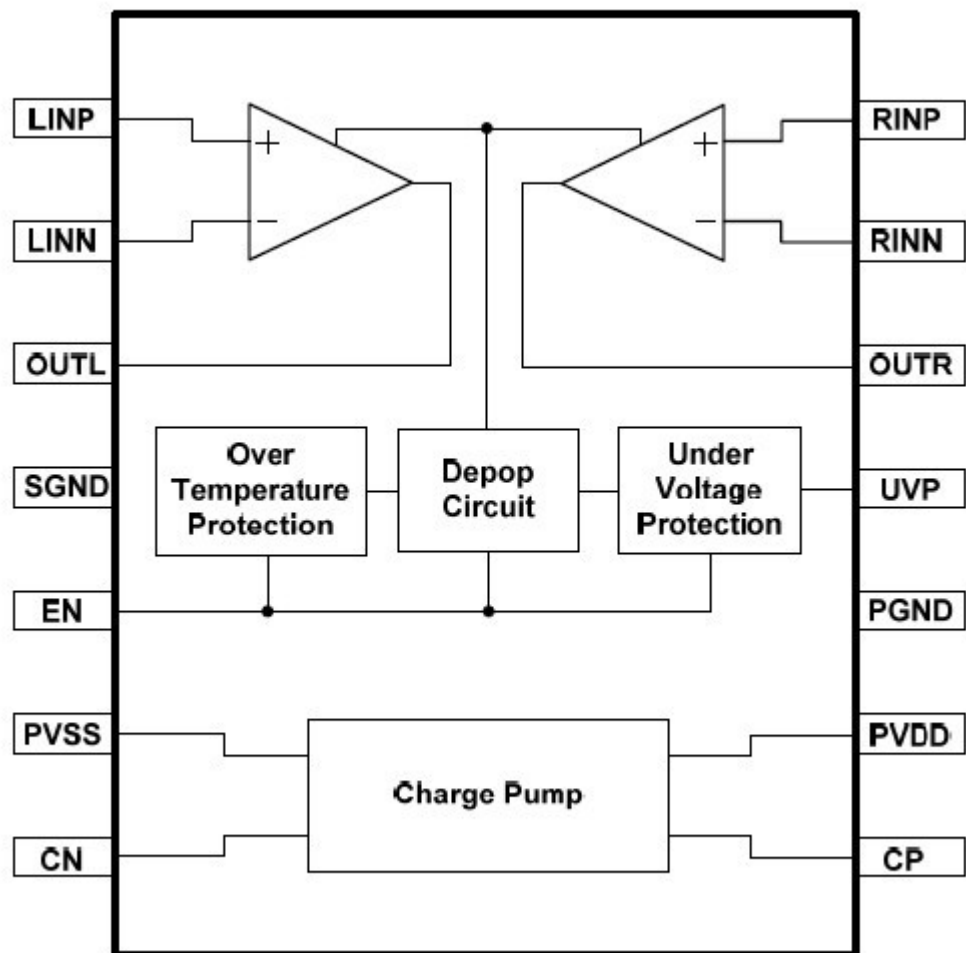 LINP
RINP
+
+
LINN
−
−
RINN
OUTL
OUTR
SGND
Over
Temperature
Protection
Depop
Circuit
Under
Voltage
Protection
UVP
EN
PGND
PVSS
PVDD
Charge Pump
CN
CP